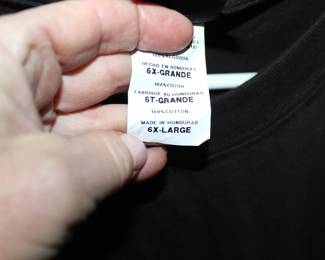 HECHO EN HONDURAS
6X-GRANDE
100% COTON
FABRIQUE AU HONDURAS
6T-GRANDE
100% COTTON
MADE IN HONDURAS
6X-LARGE